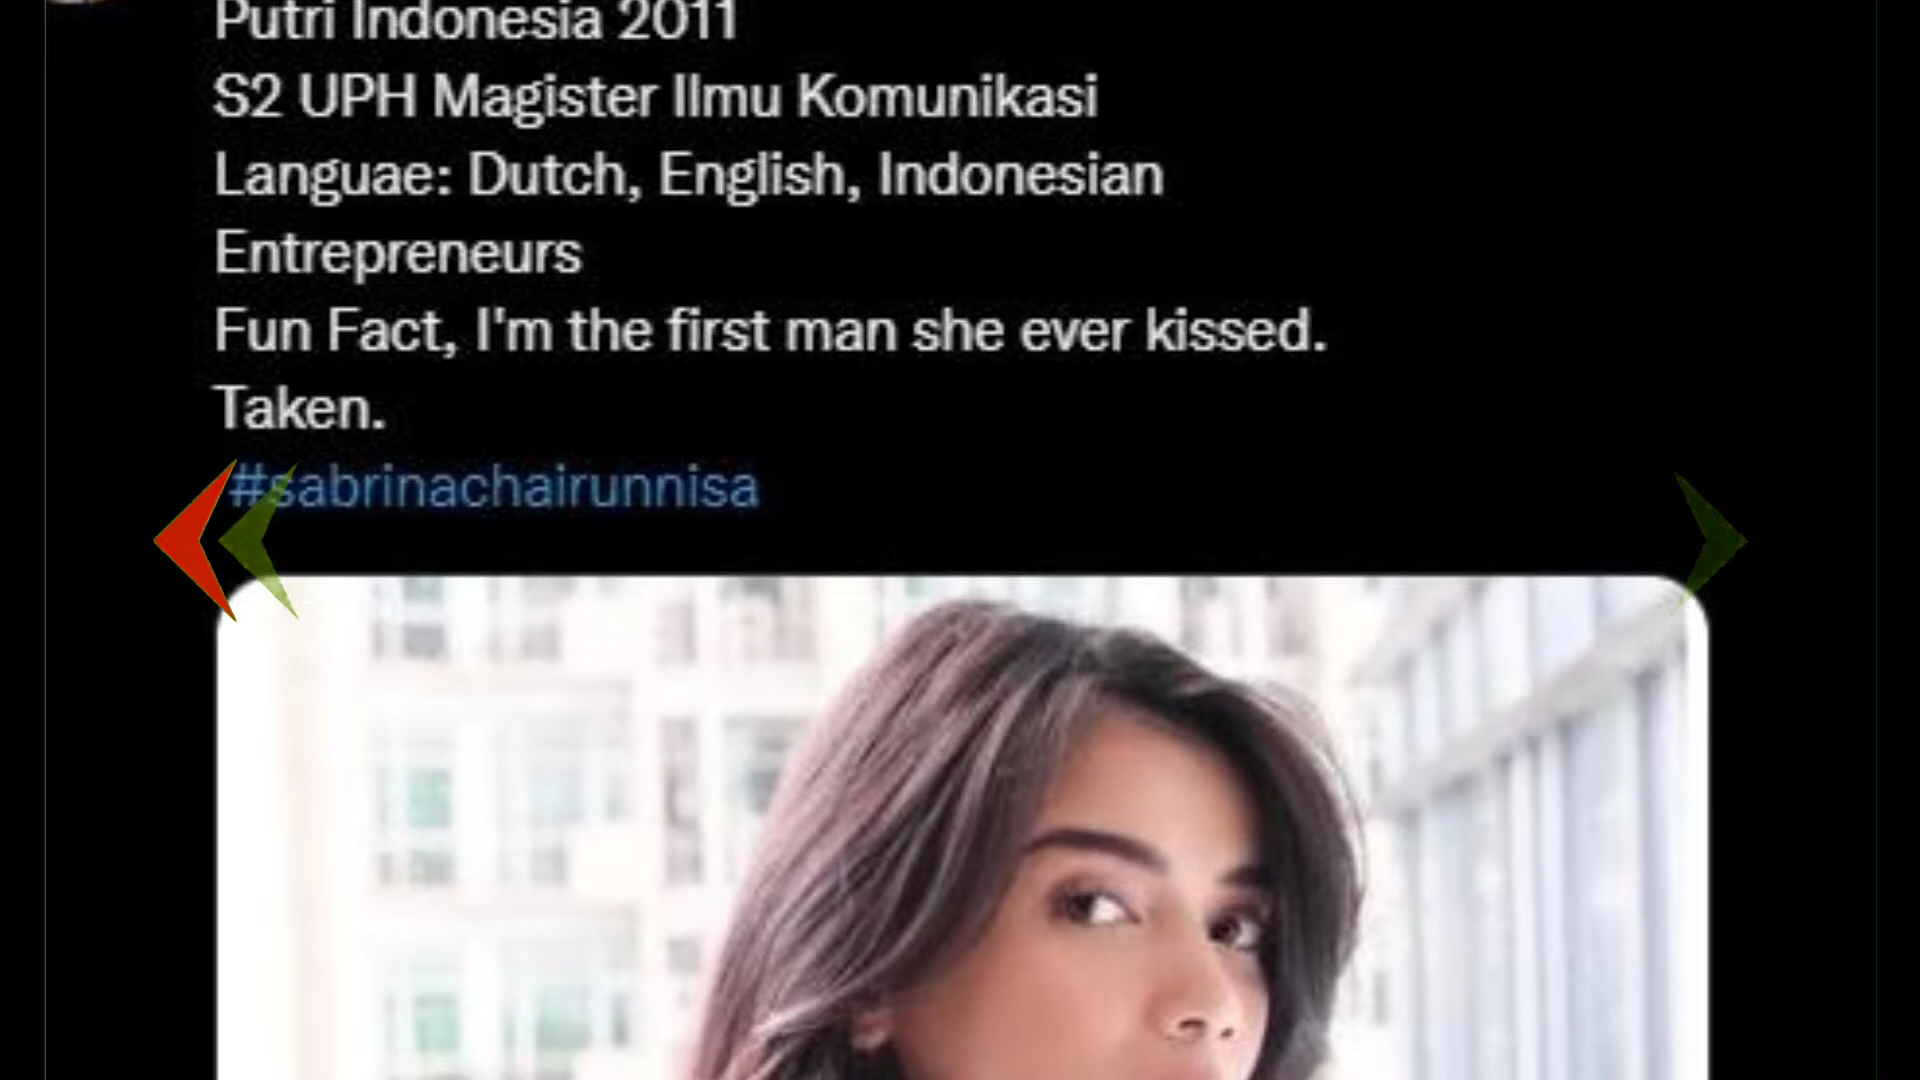 Putri Indonesia 2011
S2 UPH Magister Ilmu Komunikasi
Languae: Dutch, English, Indonesian
Entrepreneurs
Fun Fact, I'm the first man she ever kissed.
Taken.
#sabrinachairunnisa